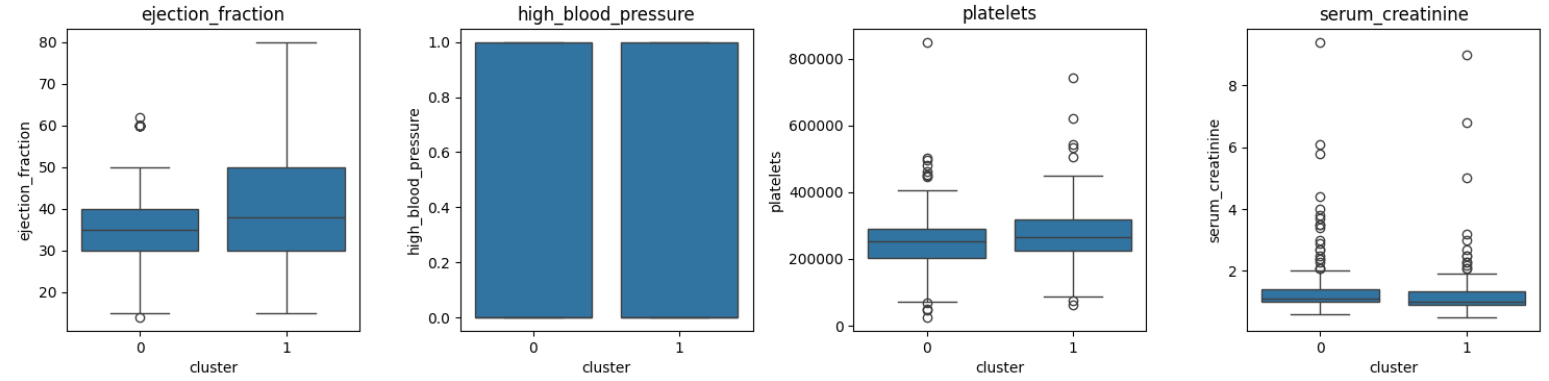 ejection_fraction
80
70
60
50
40
30
20
ejection_fraction
0
1
cluster
high_blood_pressure
1.0
0.8
0.6
0.4
0.2
0.0
high_blood_pressure
0
1
cluster
platelets
800000
600000
400000
200000
0
platelets
0
1
cluster
serum_creatinine
8
6
4
2
serum_creatinine
0
1
cluster